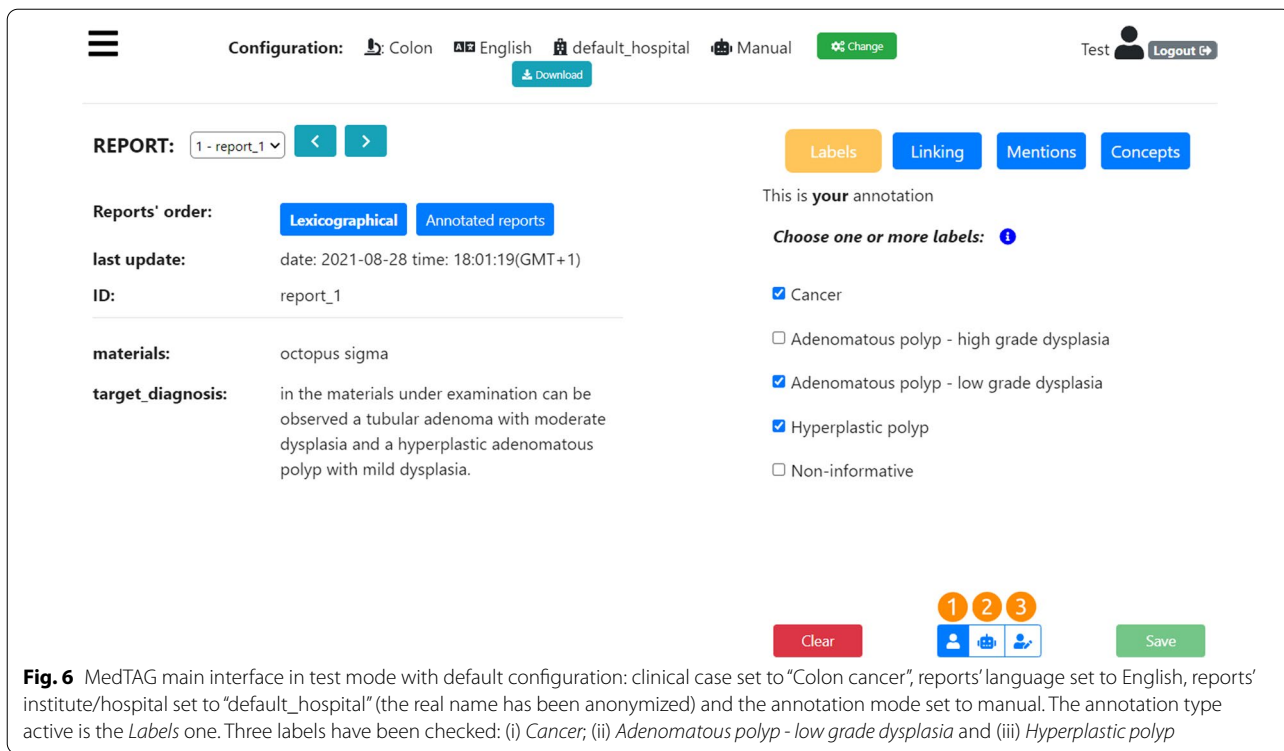 Configuration: : Colon English default_hospital Manual Change
Download
Test Logout
REPORT: 1 - report_1
Labels Linking Mentions Concepts
This is your annotation
Reports' order: Lexicographical Annotated reports
Choose one or more labels:
last update: date: 2021-08-28 time: 18:01:19(GMT+1)
ID: report_1
materials: octopus sigma
target_diagnosis: in the materials under examination can be
observed a tubular adenoma with moderate
dysplasia and a hyperplastic adenomatous
polyp with mild dysplasia.
Cancer
Adenomatous polyp - high grade dysplasia
Adenomatous polyp - low grade dysplasia
Hyperplastic polyp
Non-informative
1 2 3
Clear Save
Fig. 6 MedTAG main interface in test mode with default configuration: clinical case set to “Colon cancer”, reports’ language set to English, reports’
institute/hospital set to “default_hospital” (the real name has been anonymized) and the annotation mode set to manual. The annotation type
active is the Labels one. Three labels have been checked: (i) Cancer; (ii) Adenomatous polyp - low grade dysplasia and (iii) Hyperplastic polyp